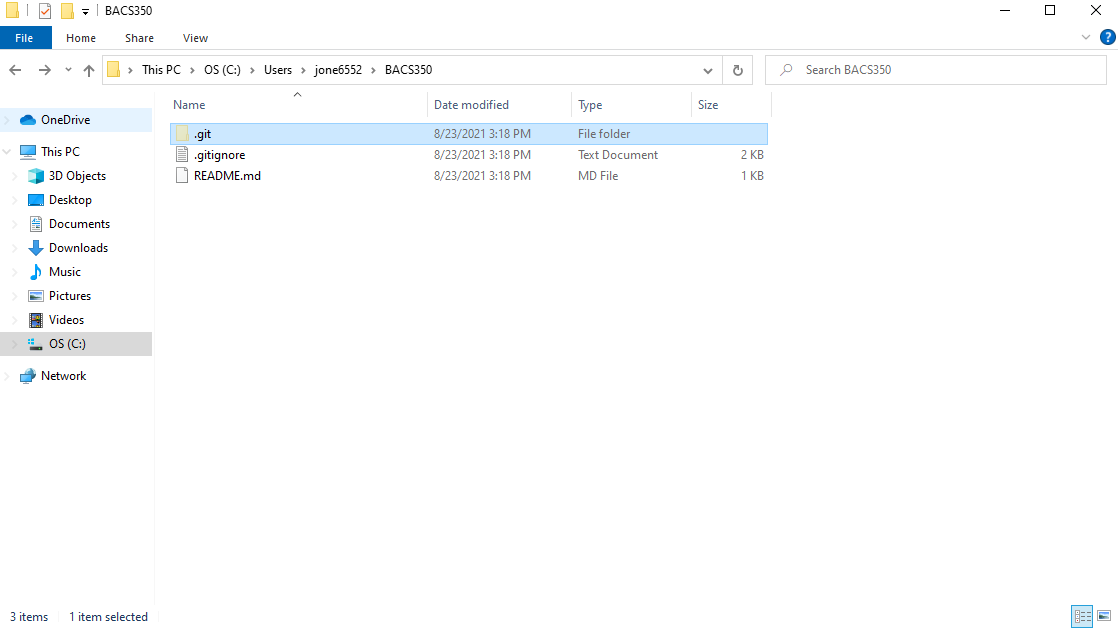 BACS350
File Home Share View
This PC OS (C:) Users jone6552 BACS350
Search BACS350
Name Date modified Type Size
OneDrive
This PC
3D Objects
Desktop
Documents
Downloads
Music
Pictures
Videos
OS (C:)
Network
.git 8/23/2021 3:18 PM File folder
.gitignore 8/23/2021 3:18 PM Text Document 2 KB
README.md 8/23/2021 3:18 PM MD File 1 KB
3 items 1 item selected